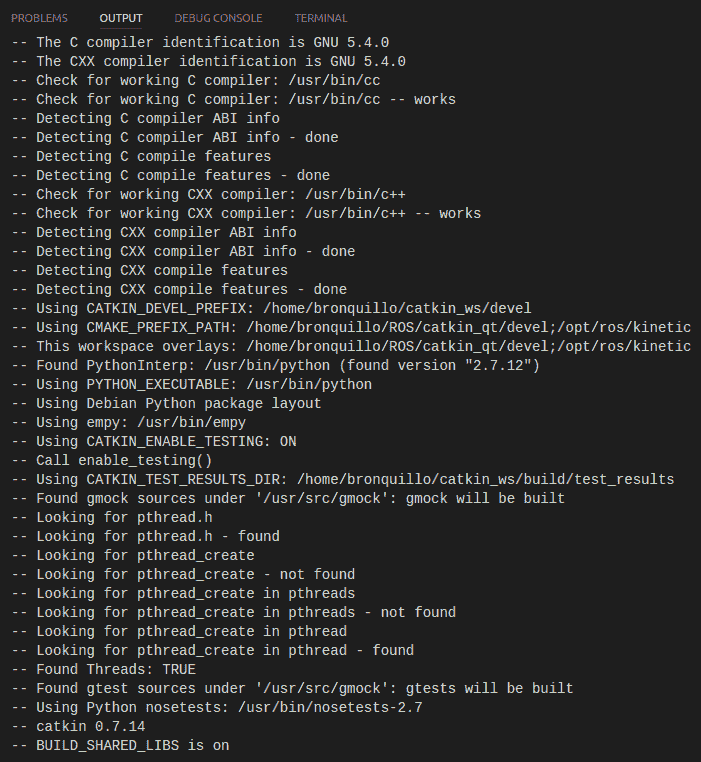 PROBLEMS OUTPUT DEBUG CONSOLE TERMINAL
-- The C compiler identification is GNU 5.4.0
-- The CXX compiler identification is GNU 5.4.0
-- Check for working C compiler: /usr/bin/cc
-- Check for working C compiler: /usr/bin/cc -- works
-- Detecting C compiler ABI info
-- Detecting C compiler ABI info - done
-- Detecting C compile features
-- Detecting C compile features - done
-- Check for working CXX compiler: /usr/bin/c++
-- Check for working CXX compiler: /usr/bin/c++ -- works
-- Detecting CXX compiler ABI info
-- Detecting CXX compiler ABI info - done
-- Detecting CXX compile features
-- Detecting CXX compile features - done
-- Using CATKIN_DEVEL_PREFIX: /home/bronquillo/catkin_ws/devel
-- Using CMAKE_PREFIX_PATH: /home/bronquillo/ROS/catkin_qt/devel;/opt/ros/kinetic
-- This workspace overlays: /home/bronquillo/ROS/catkin_qt/devel;/opt/ros/kinetic
-- Found PythonInterp: /usr/bin/python (found version "2.7.12")
-- Using PYTHON_EXECUTABLE: /usr/bin/python
-- Using Debian Python package layout
-- Using empy: /usr/bin/empy
-- Using CATKIN_ENABLE_TESTING: ON
-- Call enable_testing()
-- Using CATKIN_TEST_RESULTS_DIR: /home/bronquillo/catkin_ws/build/test_results
-- Found gmock sources under '/usr/src/gmock': gmock will be built
-- Looking for pthread.h
-- Looking for pthread.h - found
-- Looking for pthread_create
-- Looking for pthread_create - not found
-- Looking for pthread_create in pthreads
-- Looking for pthread_create in pthreads - not found
-- Looking for pthread_create in pthread
-- Looking for pthread_create in pthread - found
-- Found Threads: TRUE
-- Found gtest sources under '/usr/src/gmock': gtests will be built
-- Using Python nosetests: /usr/bin/nosetests-2.7
-- catkin 0.7.14
-- BUILD_SHARED_LIBS is on